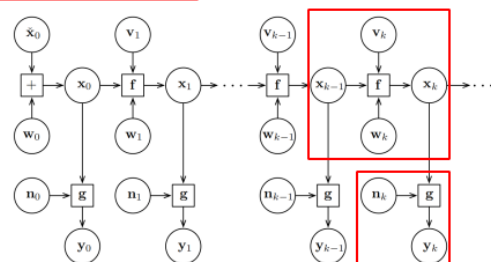 x̌₀ v₁ vₖ₋₁ vₖ
+ x₀ f x₁ ··· f xₖ₋₁ f xₖ ···
w₀ w₁ wₖ₋₁ wₖ
n₀ g n₁ g nₖ₋₁ g nₖ g
y₀ y₁ yₖ₋₁ yₖ